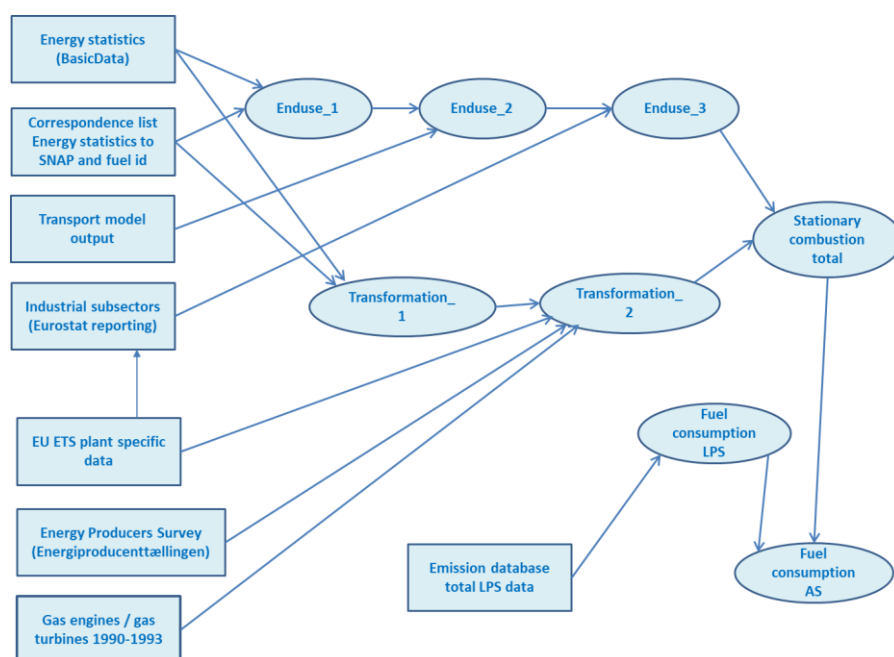 Energy statistics
(BasicData)
Enduse_1
Enduse_2
Enduse_3
Correspondence list
Energy statistics to
SNAP and fuel id
Transport model
output
Stationary
combustion
total
Industrial subsectors
(Eurostat reporting)
Transformation_
1
Transformation_
2
EU ETS plant specific
data
Fuel
consumption
LPS
Energy Producers Survey
(Energiproducenttællingen)
Emission database
total LPS data
Fuel
consumption
AS
Gas engines / gas
turbines 1990-1993